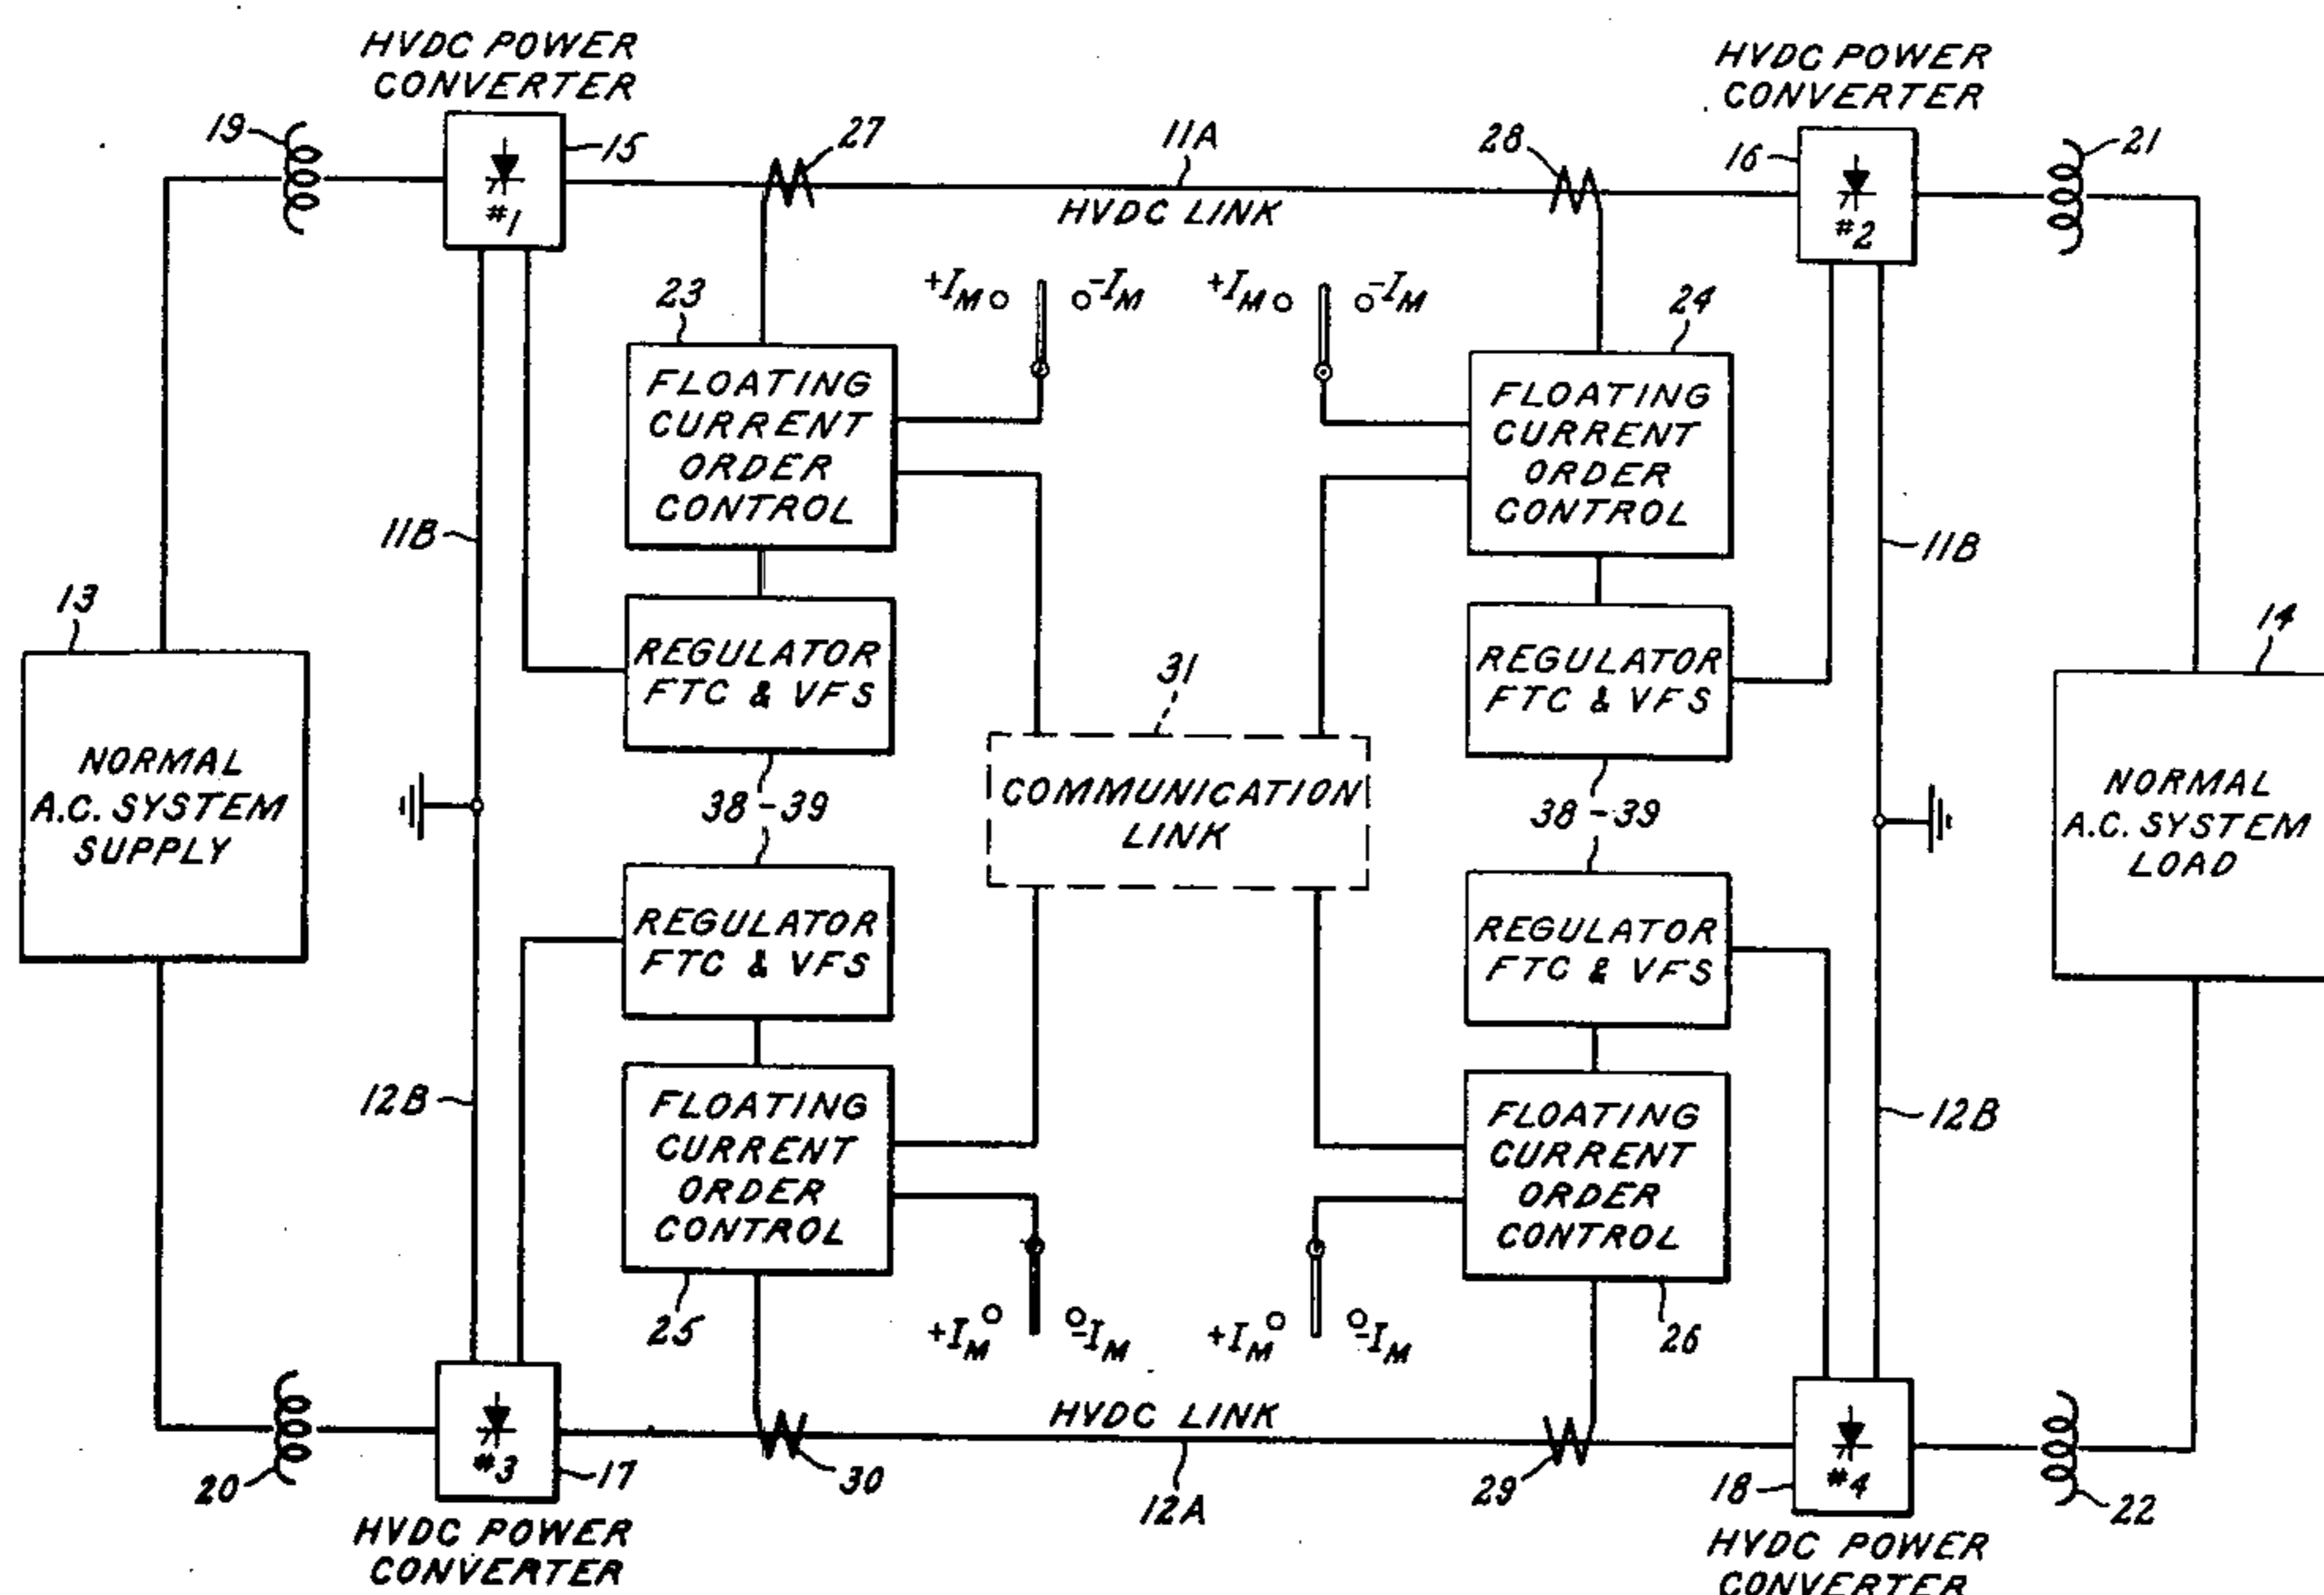 HVDC POWER
CONVERTER
HVDC POWER
CONVERTER
19
15
#1
27
11A
HVDC LINK
28
16
#2
21
23
+IM
-IM
+IM
-IM
24
FLOATING
CURRENT
ORDER
CONTROL
FLOATING
CURRENT
ORDER
CONTROL
11B
11B
13
REGULATOR
FTC & VFS
31
REGULATOR
FTC & VFS
14
NORMAL
A.C. SYSTEM
SUPPLY
38-39
COMMUNICATION
LINK
38-39
NORMAL
A.C. SYSTEM
LOAD
REGULATOR
FTC & VFS
REGULATOR
FTC & VFS
12B
FLOATING
CURRENT
ORDER
CONTROL
FLOATING
CURRENT
ORDER
CONTROL
12B
25
+IM
-IM
+IM
-IM
26
20
#3
17
30
HVDC LINK
12A
29
18
#4
22
HVDC POWER
CONVERTER
HVDC POWER
CONVERTER